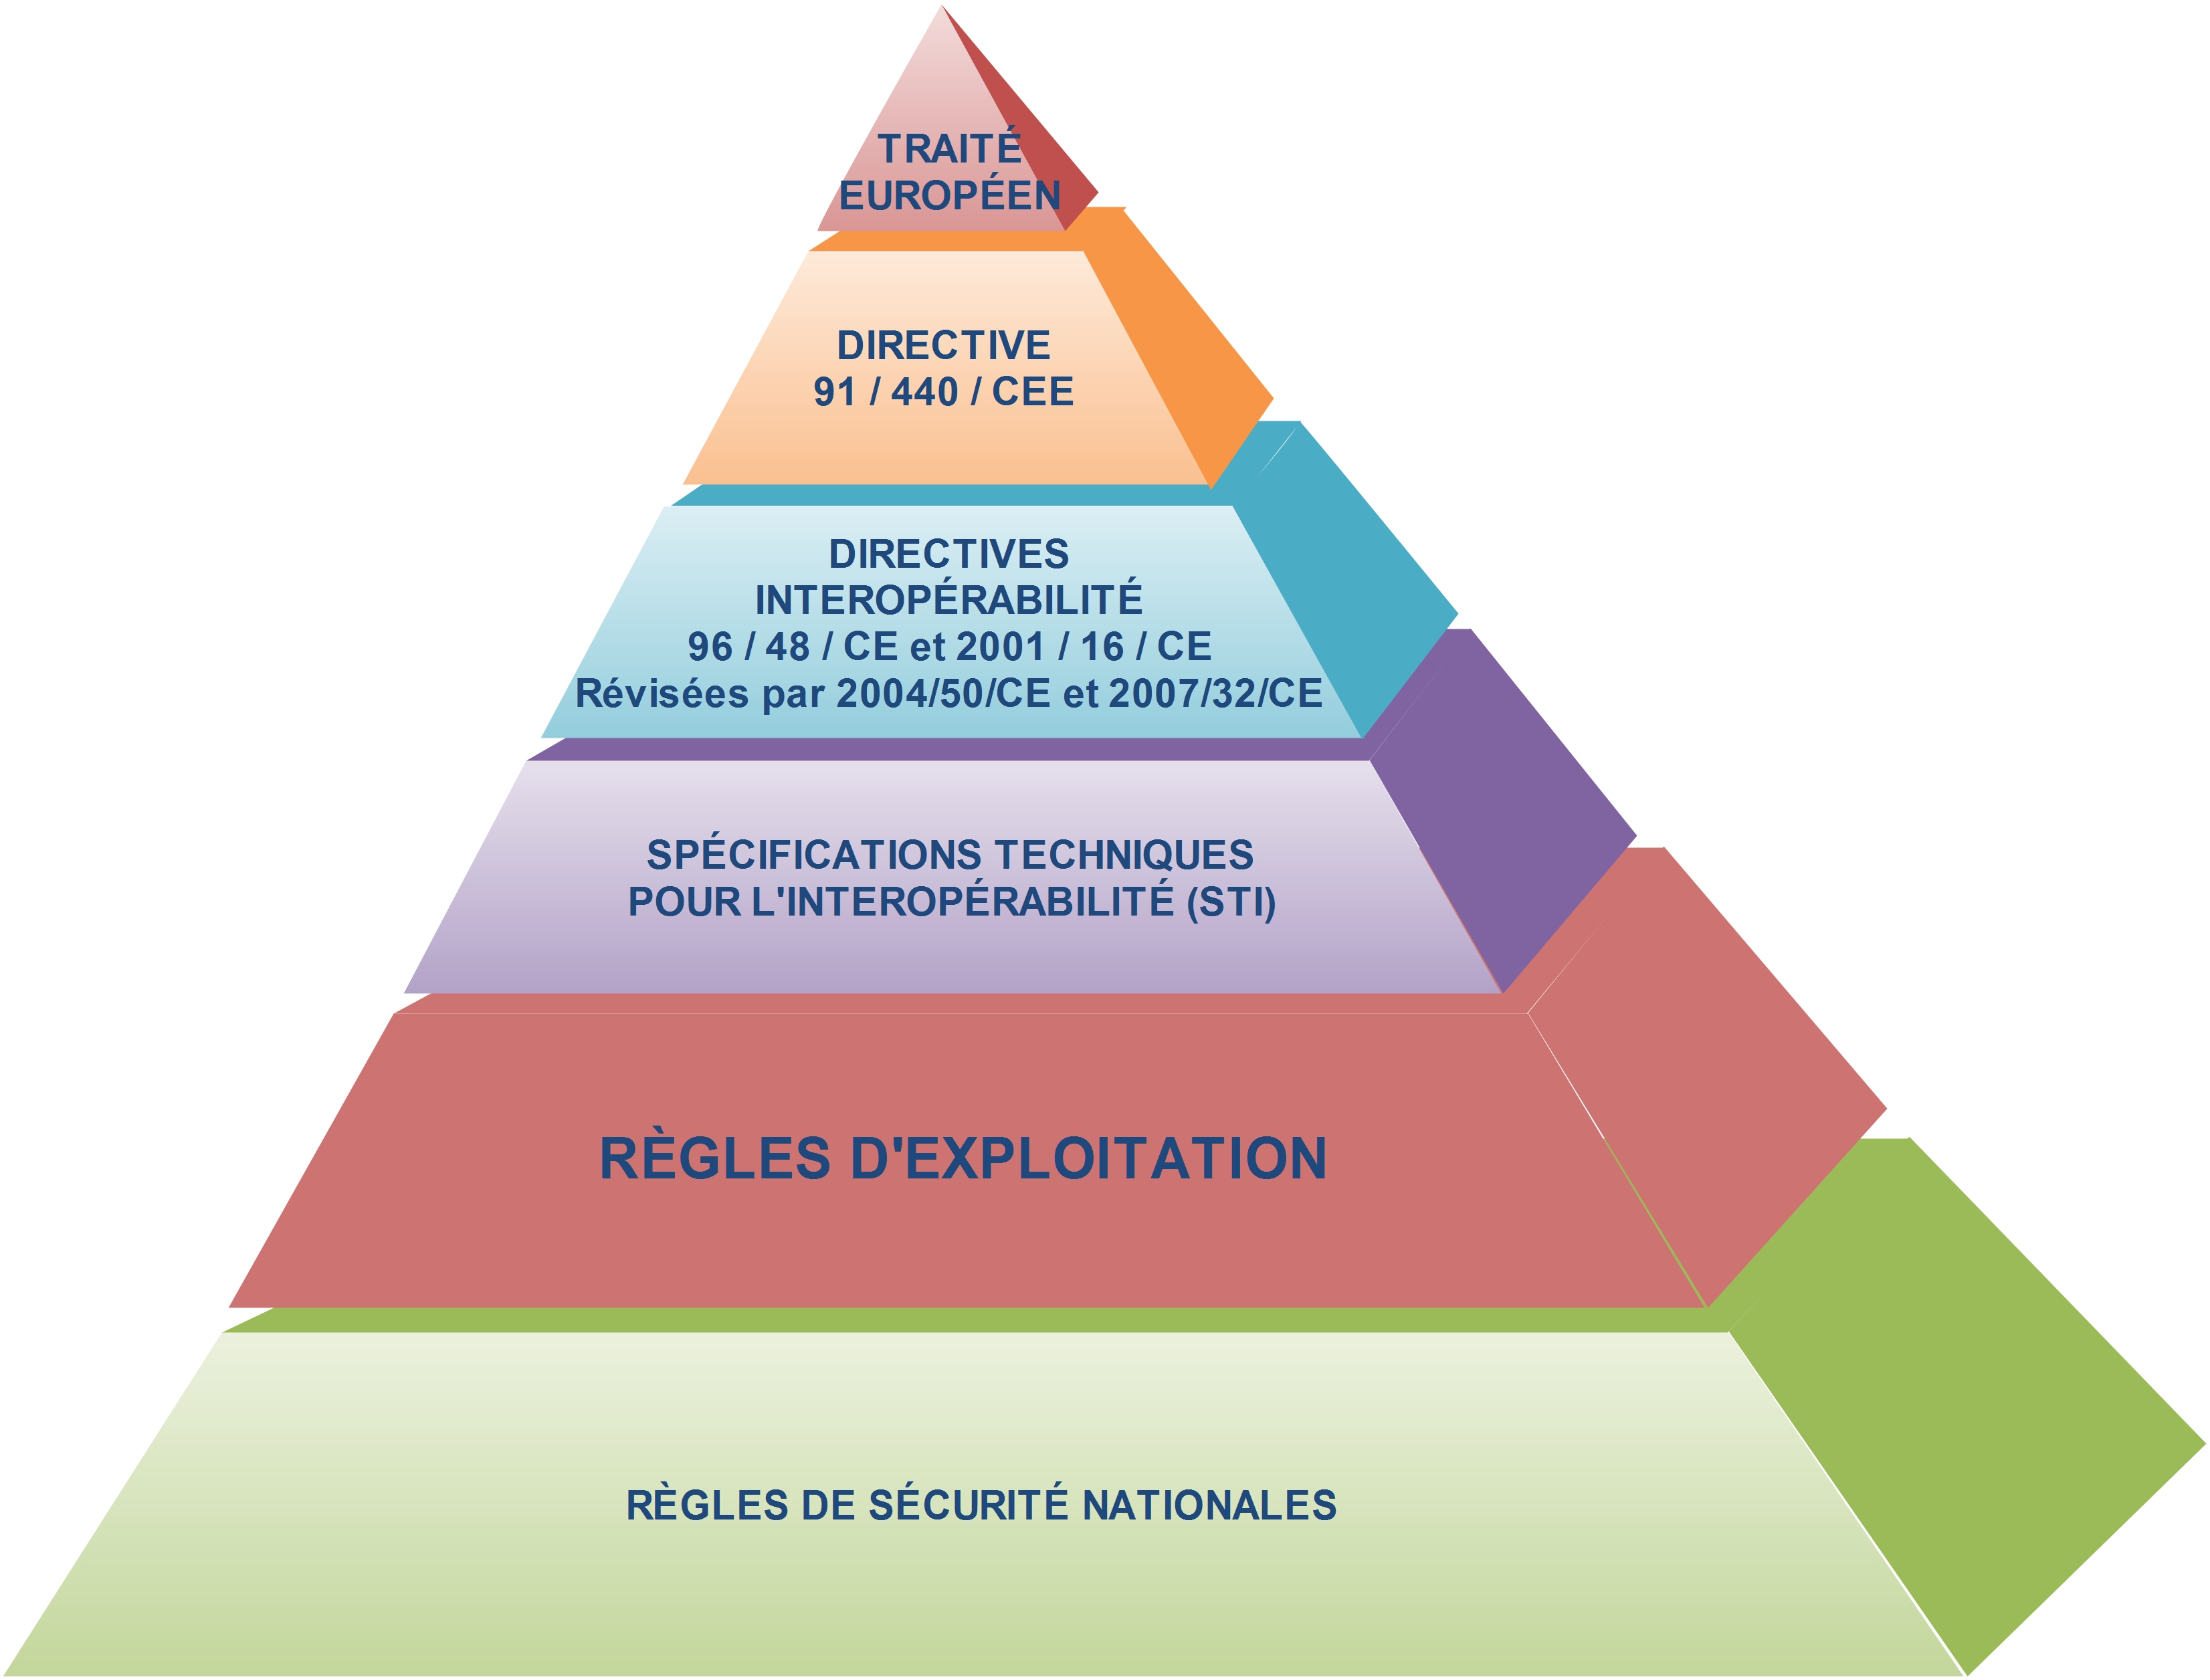 TRAITÉ
EUROPÉEN
DIRECTIVE
91 / 440 / CEE
DIRECTIVES
INTEROPÉRABILITÉ
96 / 48 / CE et 2001 / 16 / CE
Révisées par 2004/50/CE et 2007/32/CE
SPÉCIFICATIONS TECHNIQUES
POUR L'INTEROPÉRABILITÉ (STI)
RÈGLES D'EXPLOITATION
RÈGLES DE SÉCURITÉ NATIONALES